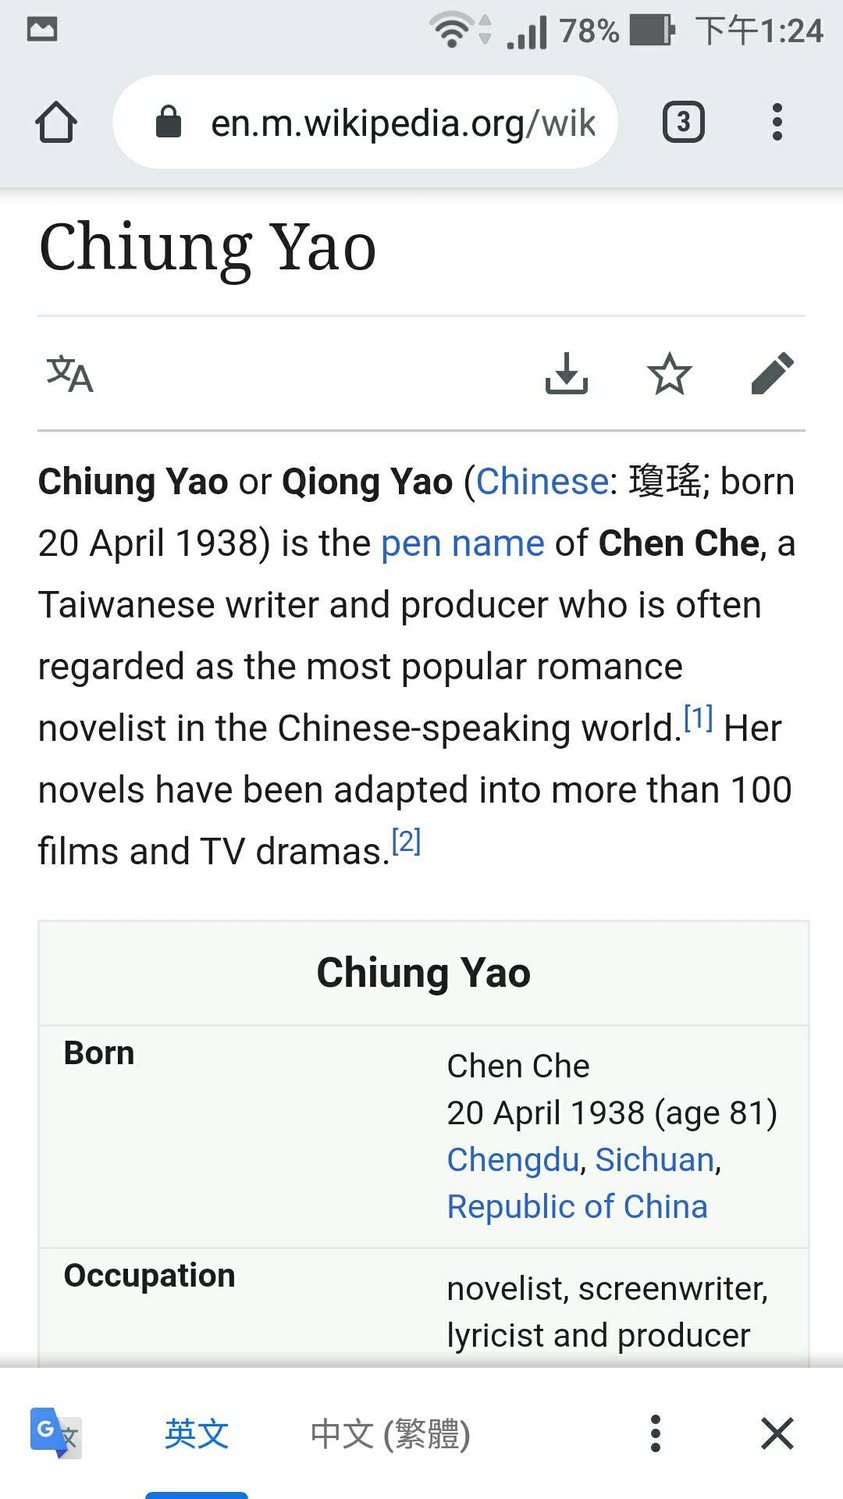 78% 下午1:24
en.m.wikipedia.org/wik
3
Chiung Yao
文A
Chiung Yao or Qiong Yao (Chinese: 瓊瑤; born
20 April 1938) is the pen name of Chen Che, a
Taiwanese writer and producer who is often
regarded as the most popular romance
novelist in the Chinese-speaking world.[1] Her
novels have been adapted into more than 100
films and TV dramas.[2]
Chiung Yao
Born
Chen Che
20 April 1938 (age 81)
Chengdu, Sichuan,
Republic of China
Occupation
novelist, screenwriter,
lyricist and producer
G文 英文 中文 (繁體)